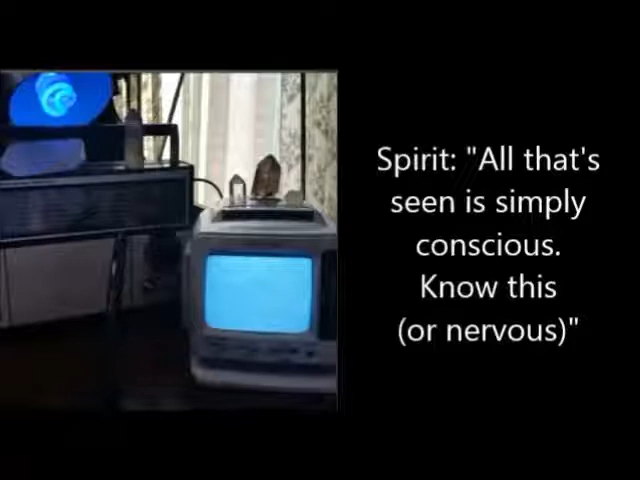 Spirit: "All that's
seen is simply
conscious.
Know this
(or nervous)"